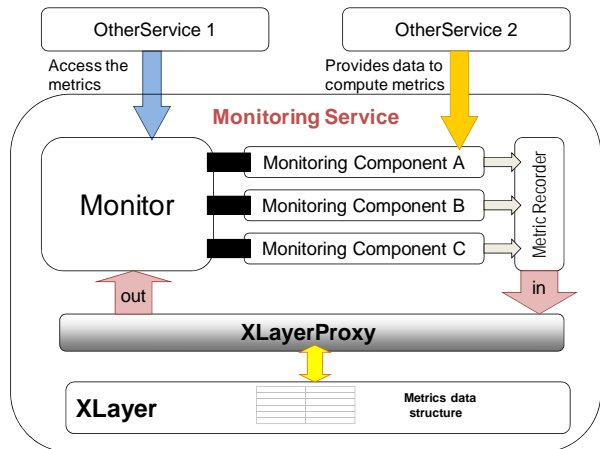 OtherService 1
OtherService 2
Access the
metrics
Provides data to
compute metrics
Monitoring Service
Monitor
Monitoring Component A
Monitoring Component B
Monitoring Component C
Metric Recorder
out
in
XLayerProxy
XLayer
Metrics data
structure